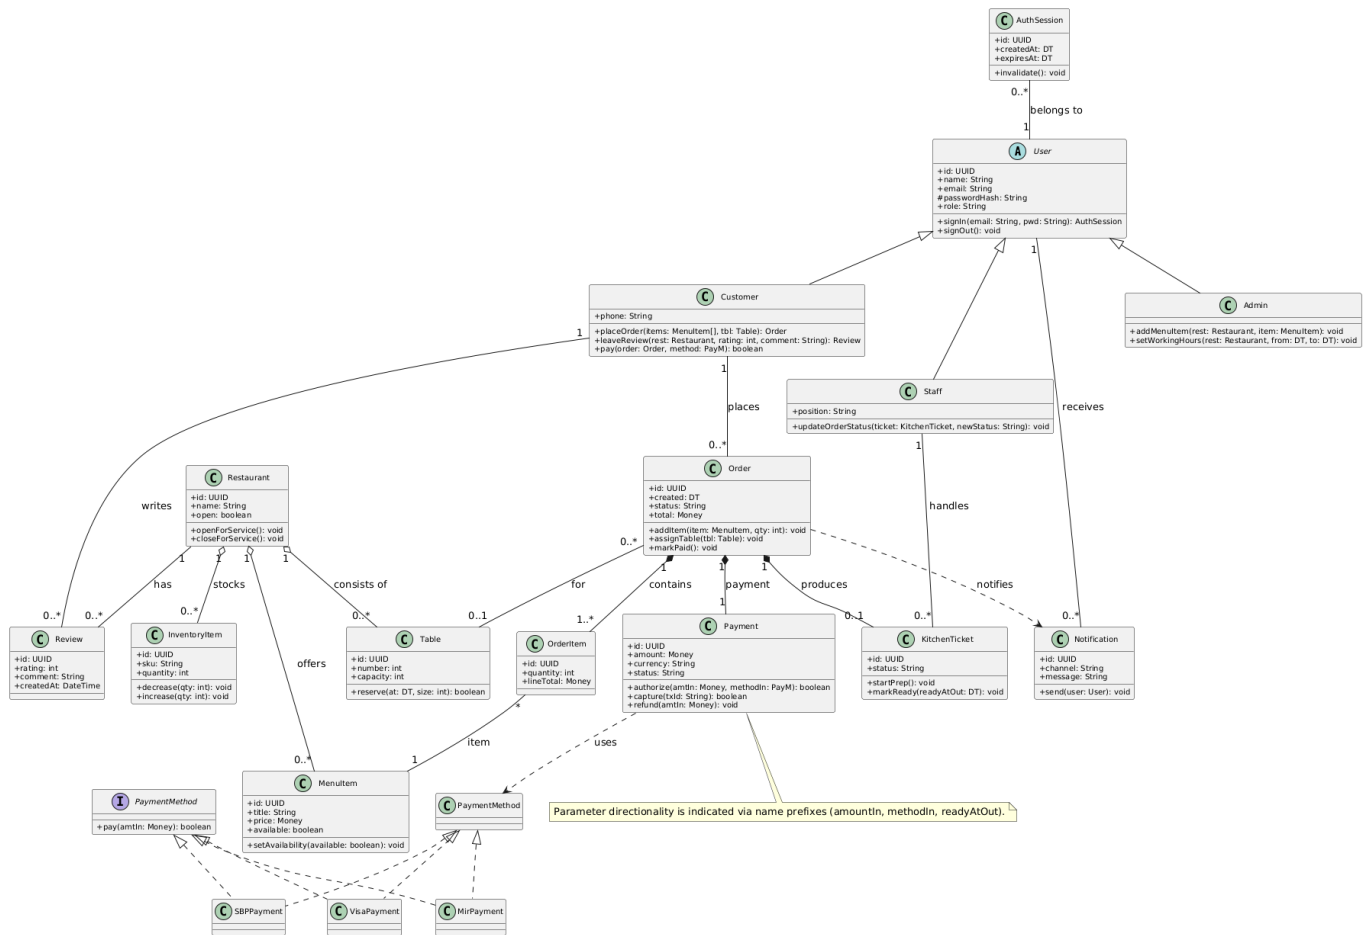 C AuthSession
+id: UUID
+createdAt: DT
+expiresAt: DT
+invalidate(): void
0..*
belongs to
1
A User
+id: UUID
+name: String
+email: String
#passwordHash: String
+role: String
+signIn(email: String, pwd: String): AuthSession
+signOut(): void
1
C Customer
+phone: String
+placeOrder(items: MenuItem[], tbl: Table): Order
+leaveReview(rest: Restaurant, rating: int, comment: String): Review
+pay(order: Order, method: PayM): boolean
C Admin
+addMenuItem(rest: Restaurant, item: MenuItem): void
+setWorkingHours(rest: Restaurant, from: DT, to: DT): void
1
1
places
0..*
C Staff
+position: String
+updateOrderStatus(ticket: KitchenTicket, newStatus: String): void
1
receives
handles
writes
C Restaurant
+id: UUID
+name: String
+open: boolean
+openForService(): void
+closeForService(): void
1 1 1 1
C Order
+id: UUID
+created: DT
+status: String
+total: Money
+addItem(item: MenuItem, qty: int): void
+assignTable(tbl: Table): void
+markPaid(): void
0..* 1 1 1
has
stocks
consists of
for
contains
payment
produces
notifies
0..* 0..* 0..* 0..* 0..1 1..* 1 0..1 0..* 0..*
C Review
+id: UUID
+rating: int
+comment: String
+createdAt: DateTime
C InventoryItem
+id: UUID
+sku: String
+quantity: int
+decrease(qty: int): void
+increase(qty: int): void
offers
C Table
+id: UUID
+number: int
+capacity: int
+reserve(at: DT, size: int): boolean
C OrderItem
+id: UUID
+quantity: int
+lineTotal: Money
C Payment
+id: UUID
+amount: Money
+currency: String
+status: String
+authorize(amtIn: Money, methodIn: PayM): boolean
+capture(txId: String): boolean
+refund(amtIn: Money): void
C KitchenTicket
+id: UUID
+status: String
+startPrep(): void
+markReady(readyAtOut: DT): void
C Notification
+id: UUID
+channel: String
+message: String
+send(user: User): void
*
item
uses
0..*
1
I PaymentMethod
+pay(amtIn: Money): boolean
C MenuItem
+id: UUID
+title: String
+price: Money
+available: boolean
+setAvailability(available: boolean): void
C PaymentMethod
Parameter directionality is indicated via name prefixes (amountIn, methodIn, readyAtOut).
C SBPPayment
C VisaPayment
C MirPayment